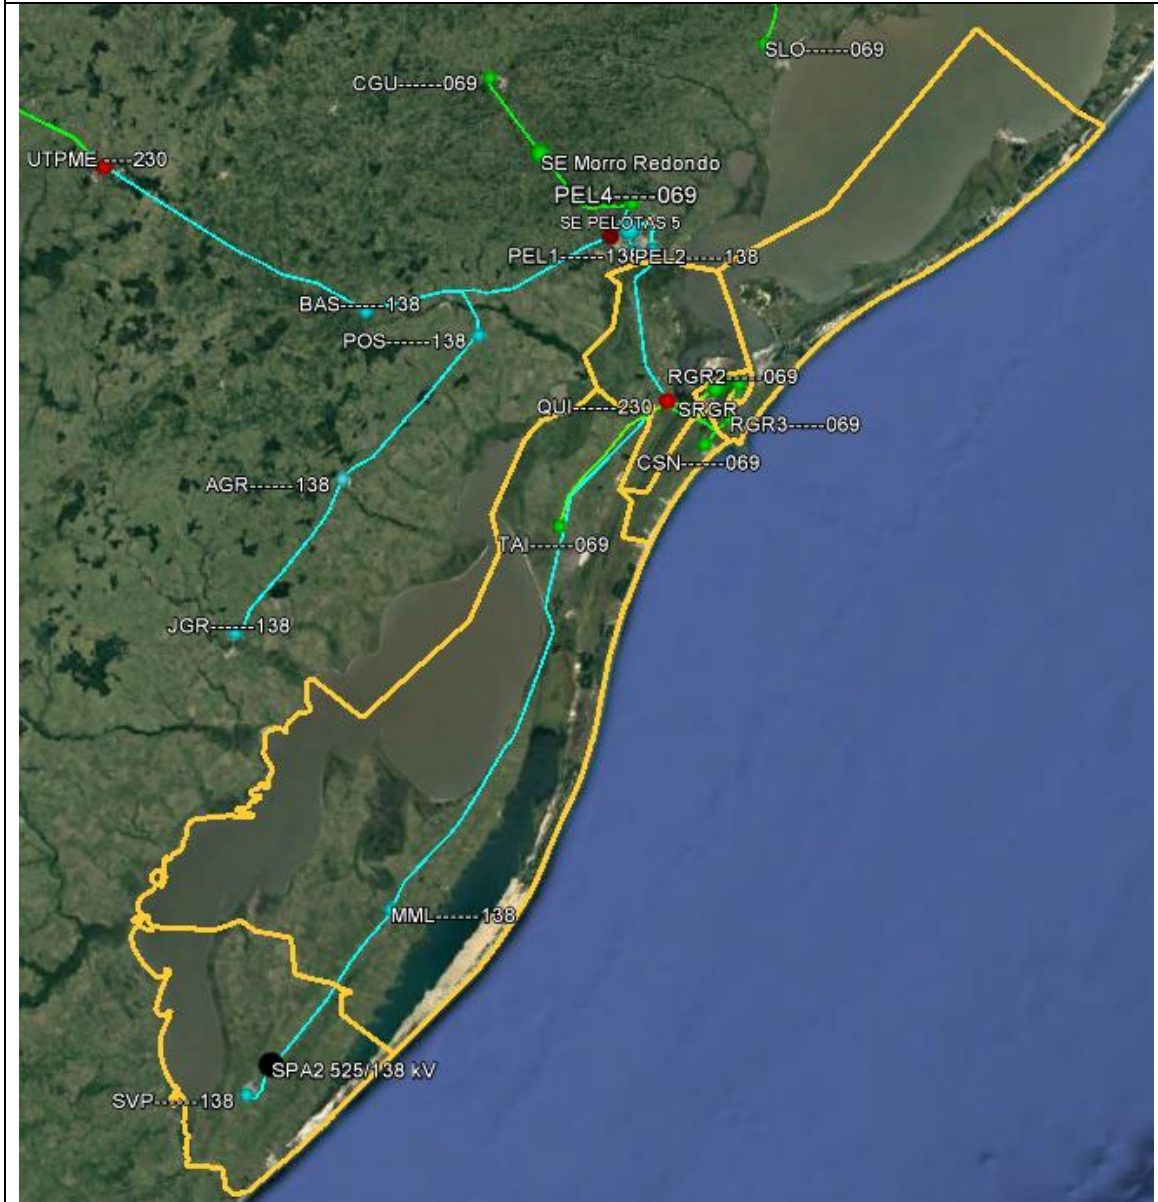 SLO------069
CGU------069
UTPME ----230
SE Morro Redondo
PEL4-----069
SE PELOTAS 5
PEL1------138
PEL2-----138
BAS------138
POS------138
RGR2-----069
QUI------230
SRGR
RGR3-----069
CSN------069
AGR------138
TAI------069
JGR------138
MML------138
SPA2 525/138 kV
SVP------138